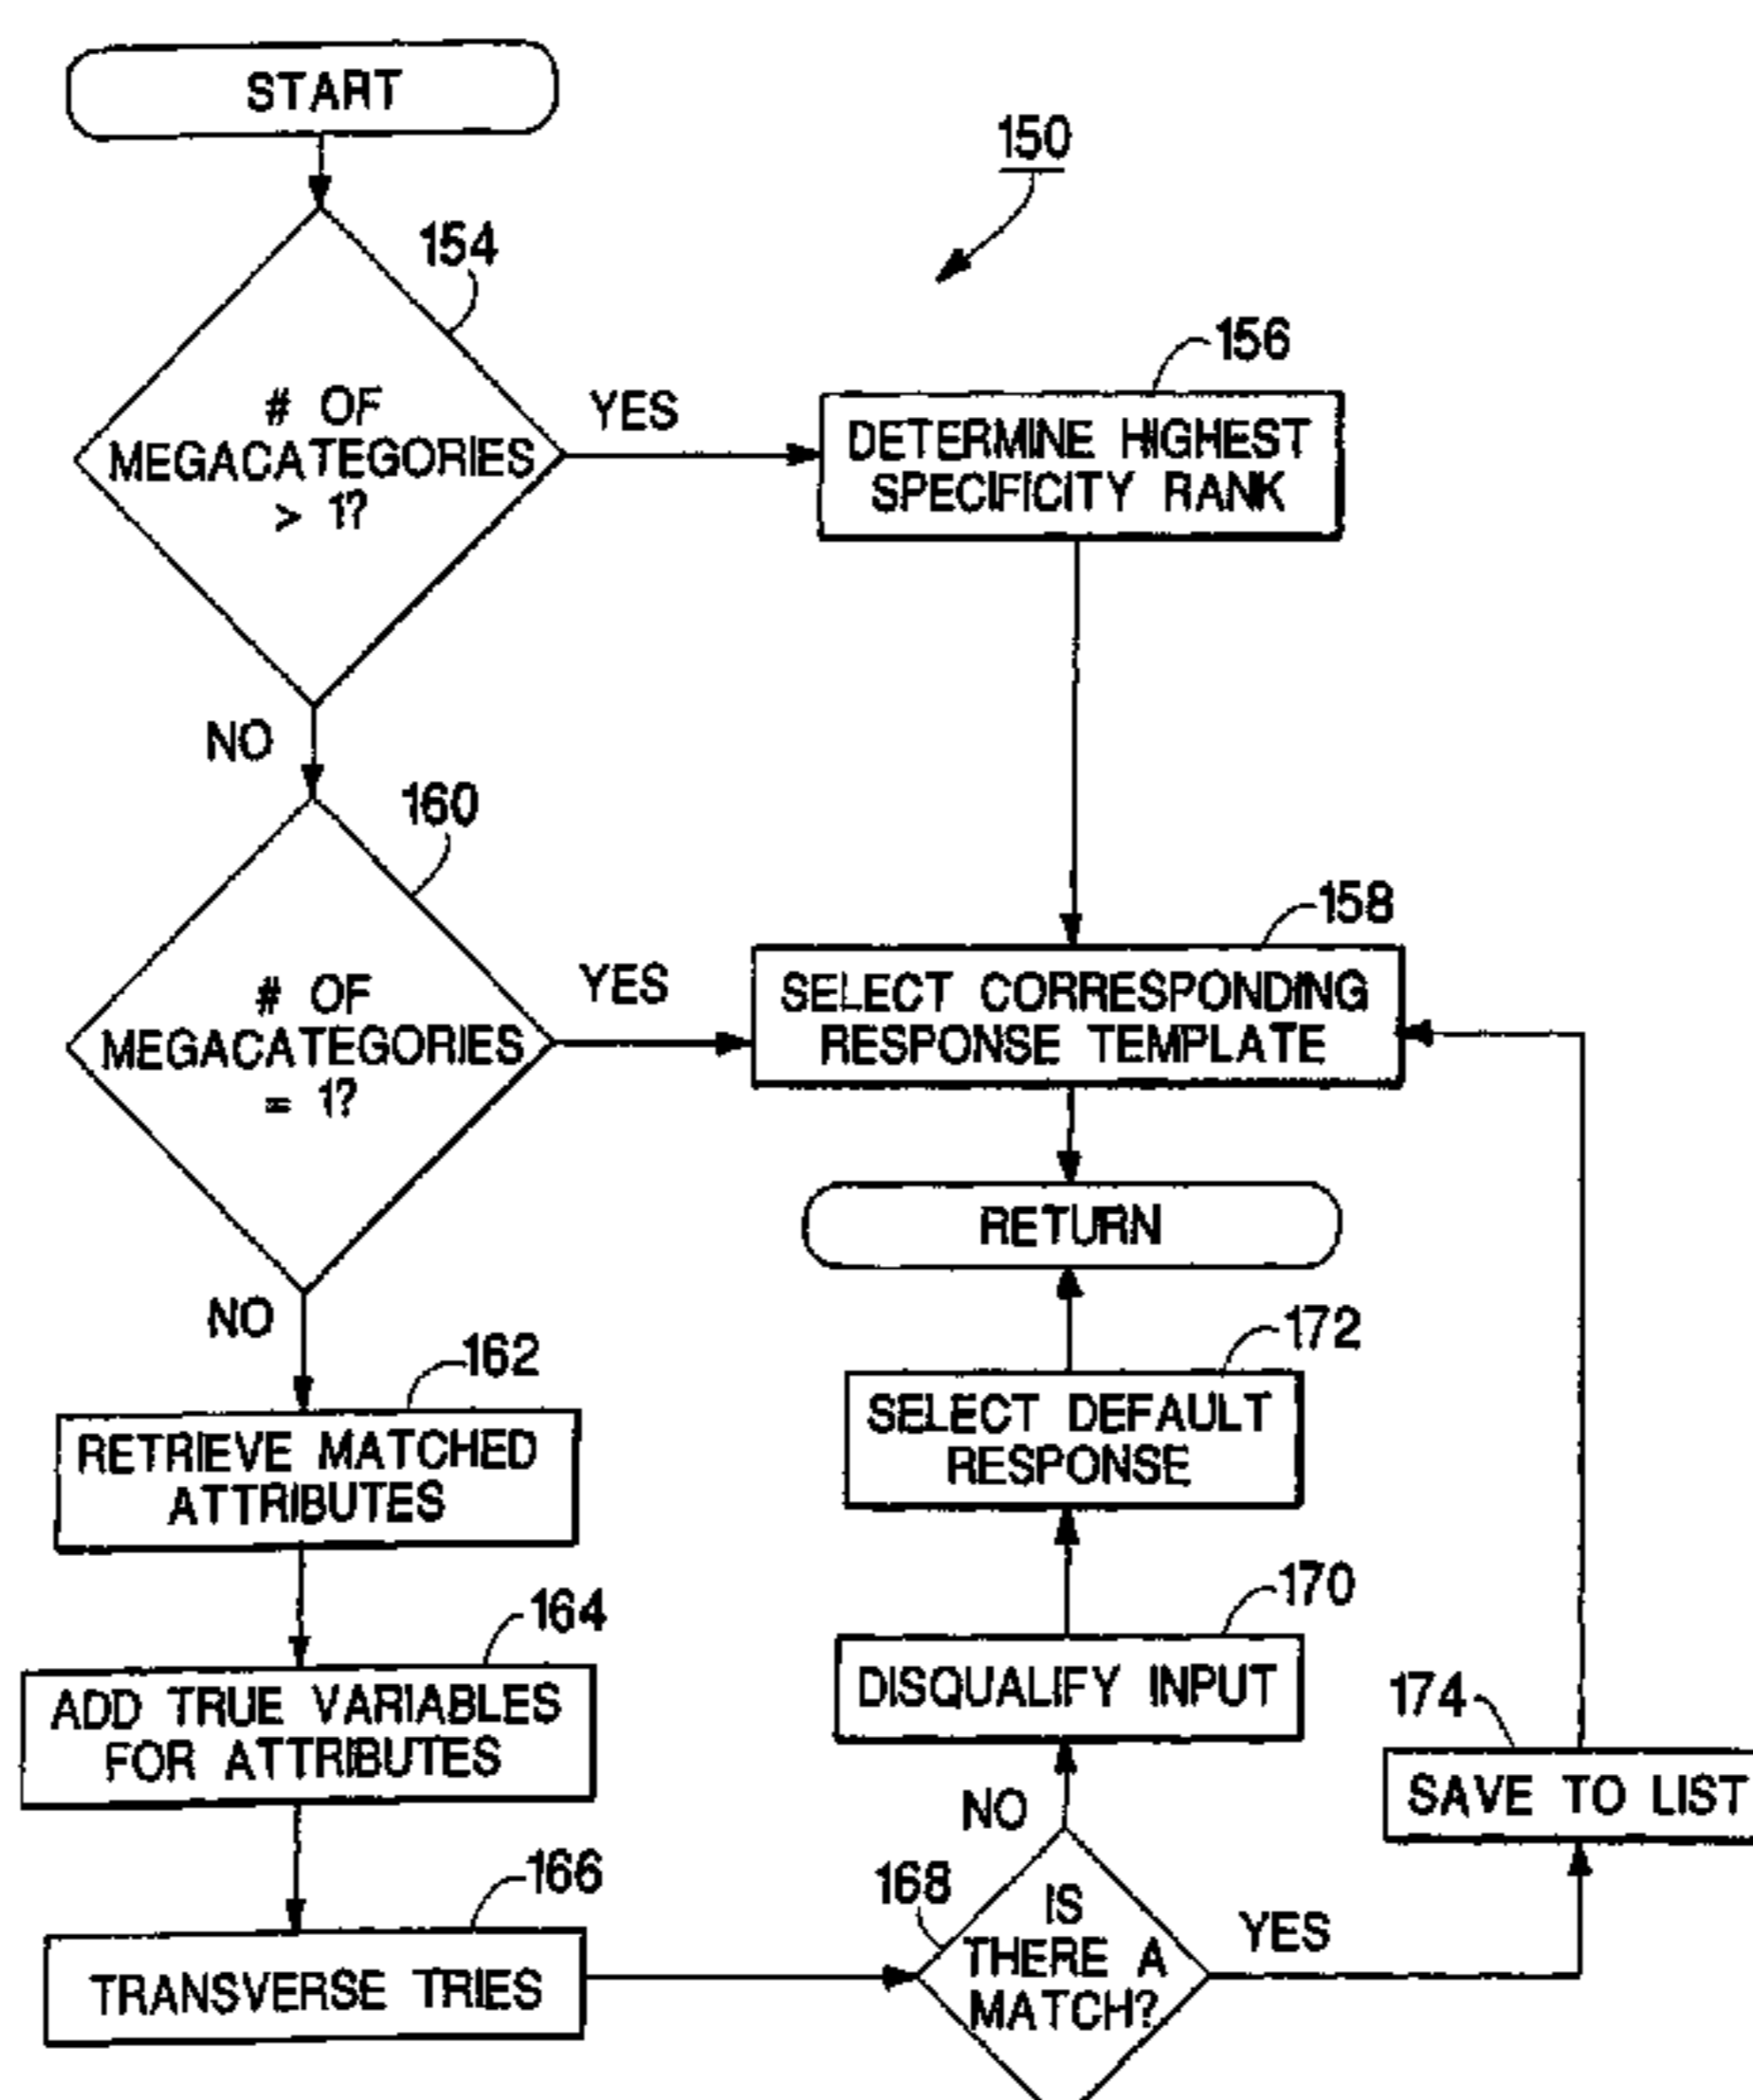 START
150
154
# OF
MEGACATEGORIES
> 1?
YES
156
DETERMINE HIGHEST
SPECIFICITY RANK
NO
160
# OF
MEGACATEGORIES
= 1?
YES
158
SELECT CORRESPONDING
RESPONSE TEMPLATE
RETURN
NO
162
RETRIEVE MATCHED
ATTRIBUTES
172
SELECT DEFAULT
RESPONSE
164
ADD TRUE VARIABLES
FOR ATTRIBUTES
170
DISQUALIFY INPUT
174
SAVE TO LIST
166
TRANSVERSE TRIES
NO
168
IS
THERE A
MATCH?
YES